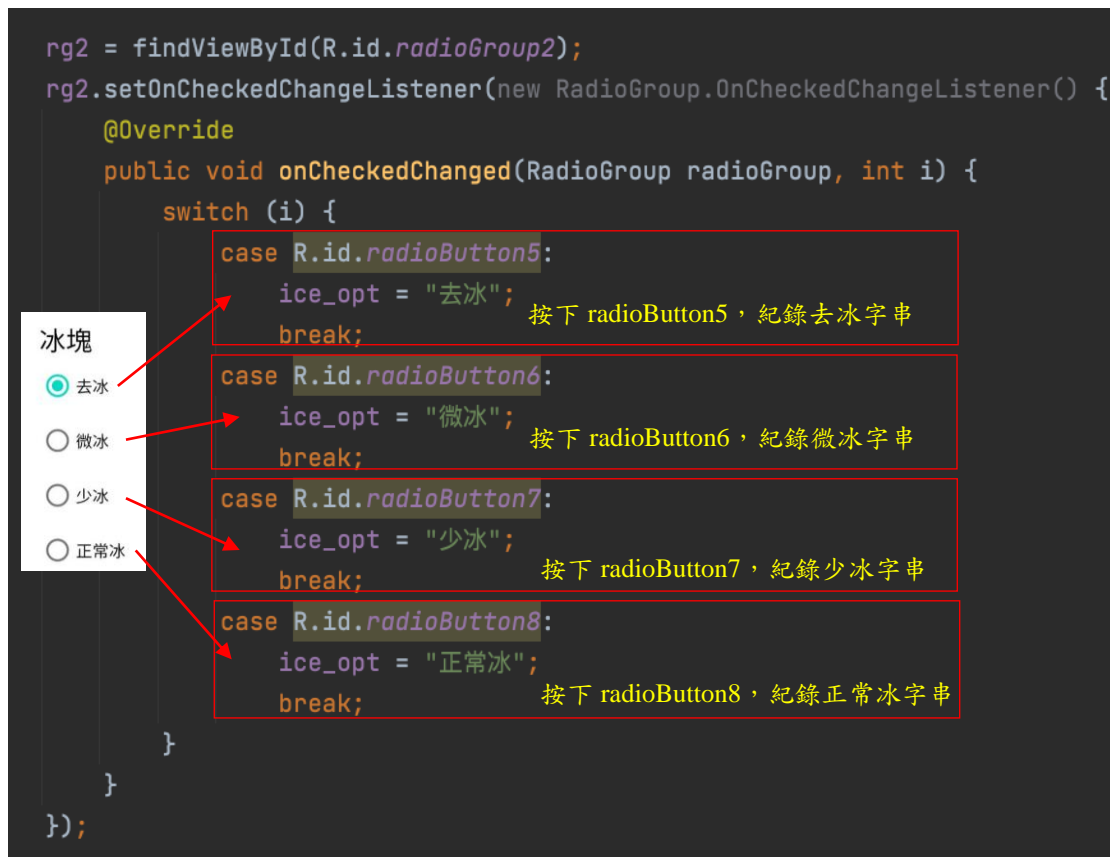 rg2 = findViewById(R.id.radioGroup2);
rg2.setOnCheckedChangeListener(new RadioGroup.OnCheckedChangeListener() {
@Override
public void onCheckedChanged(RadioGroup radioGroup, int i) {
switch (i) {
case R.id.radioButton5:
ice_opt = "去冰";
按下 radioButton5，紀錄去冰字串
break;
case R.id.radioButton6:
ice_opt = "微冰";
按下 radioButton6，紀錄微冰字串
break;
case R.id.radioButton7:
ice_opt = "少冰";
按下 radioButton7，紀錄少冰字串
break;
case R.id.radioButton8:
ice_opt = "正常冰";
按下 radioButton8，紀錄正常冰字串
break;
}
}
});
冰塊
去冰
微冰
少冰
正常冰